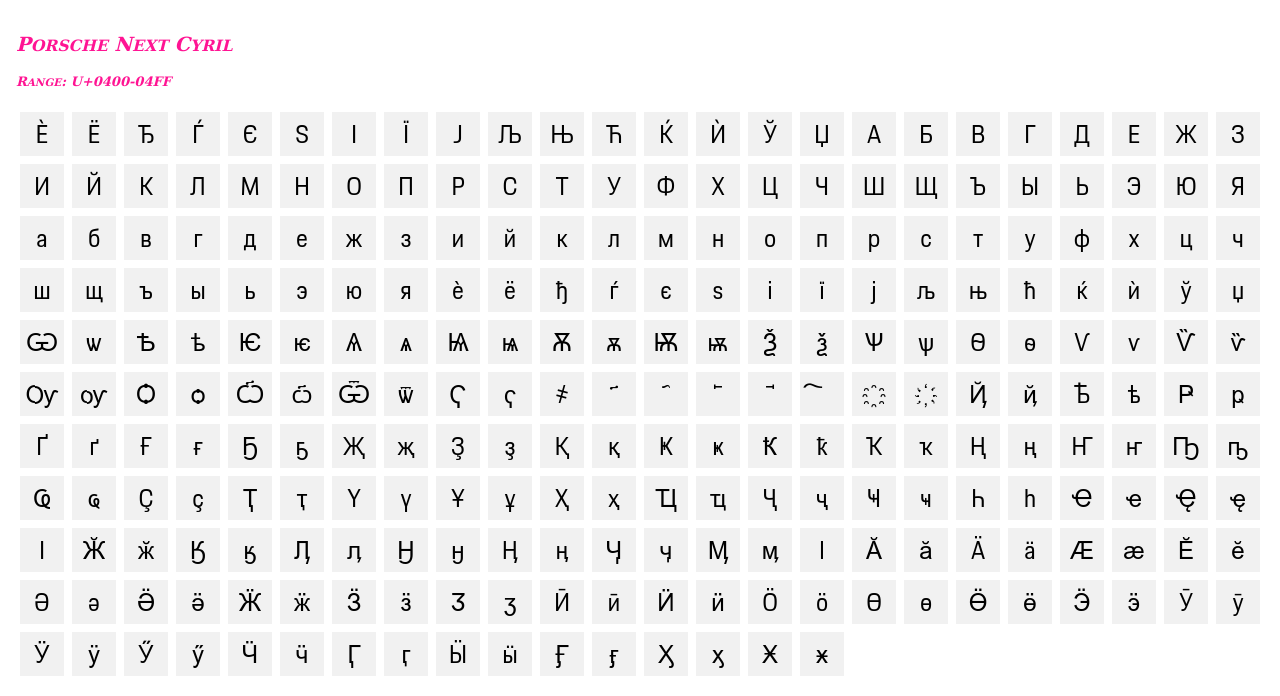 Porsche Next Cyril
Range: U+0400-04FF
Ѐ Ё Ђ Ѓ Є Ѕ І Ї Ј Љ Њ Ћ Ќ Ѝ Ў Џ А Б В Г Д Е Ж З
И Й К Л М Н О П Р С Т У Ф Х Ц Ч Ш Щ Ъ Ы Ь Э Ю Я
а б в г д е ж з и й к л м н о п р с т у ф х ц ч
ш щ ъ ы ь э ю я ѐ ё ђ ѓ є ѕ і ї ј љ њ ћ ќ ѝ ў џ
Ѡ ѡ Ѣ ѣ Ѥ ѥ Ѧ ѧ Ѩ ѩ Ѫ ѫ Ѭ ѭ Ѯ ѯ Ѱ ѱ Ѳ ѳ Ѵ ѵ Ѷ ѷ
Ѹ ѹ Ѻ ѻ Ѽ ѽ Ѿ ѿ Ҁ ҁ ҂ ҃ ҄ ҅ ҆ ҇ ҈ ҉ Ҋ ҋ Ҍ ҍ Ҏ ҏ
Ґ ґ Ғ ғ Ҕ ҕ Җ җ Ҙ ҙ Қ қ Ҝ ҝ Ҟ ҟ Ҡ ҡ Ң ң Ҥ ҥ Ҧ ҧ
Ҩ ҩ Ҫ ҫ Ҭ ҭ Ү ү Ұ ұ Ҳ ҳ Ҵ ҵ Ҷ ҷ Ҹ ҹ Һ һ Ҽ ҽ Ҿ ҿ
Ӏ Ӂ ӂ Ӄ ӄ Ӆ ӆ Ӈ ӈ Ӊ ӊ Ӌ ӌ Ӎ ӎ ӏ Ӑ ӑ Ӓ ӓ Ӕ ӕ Ӗ ӗ
Ә ә Ӛ ӛ Ӝ ӝ Ӟ ӟ Ӡ ӡ Ӣ ӣ Ӥ ӥ Ӧ ӧ Ө ө Ӫ ӫ Ӭ ӭ Ӯ ӯ
Ӱ ӱ Ӳ ӳ Ӵ ӵ Ӷ ӷ Ӹ ӹ Ӻ ӻ Ӽ ӽ Ӿ ӿ